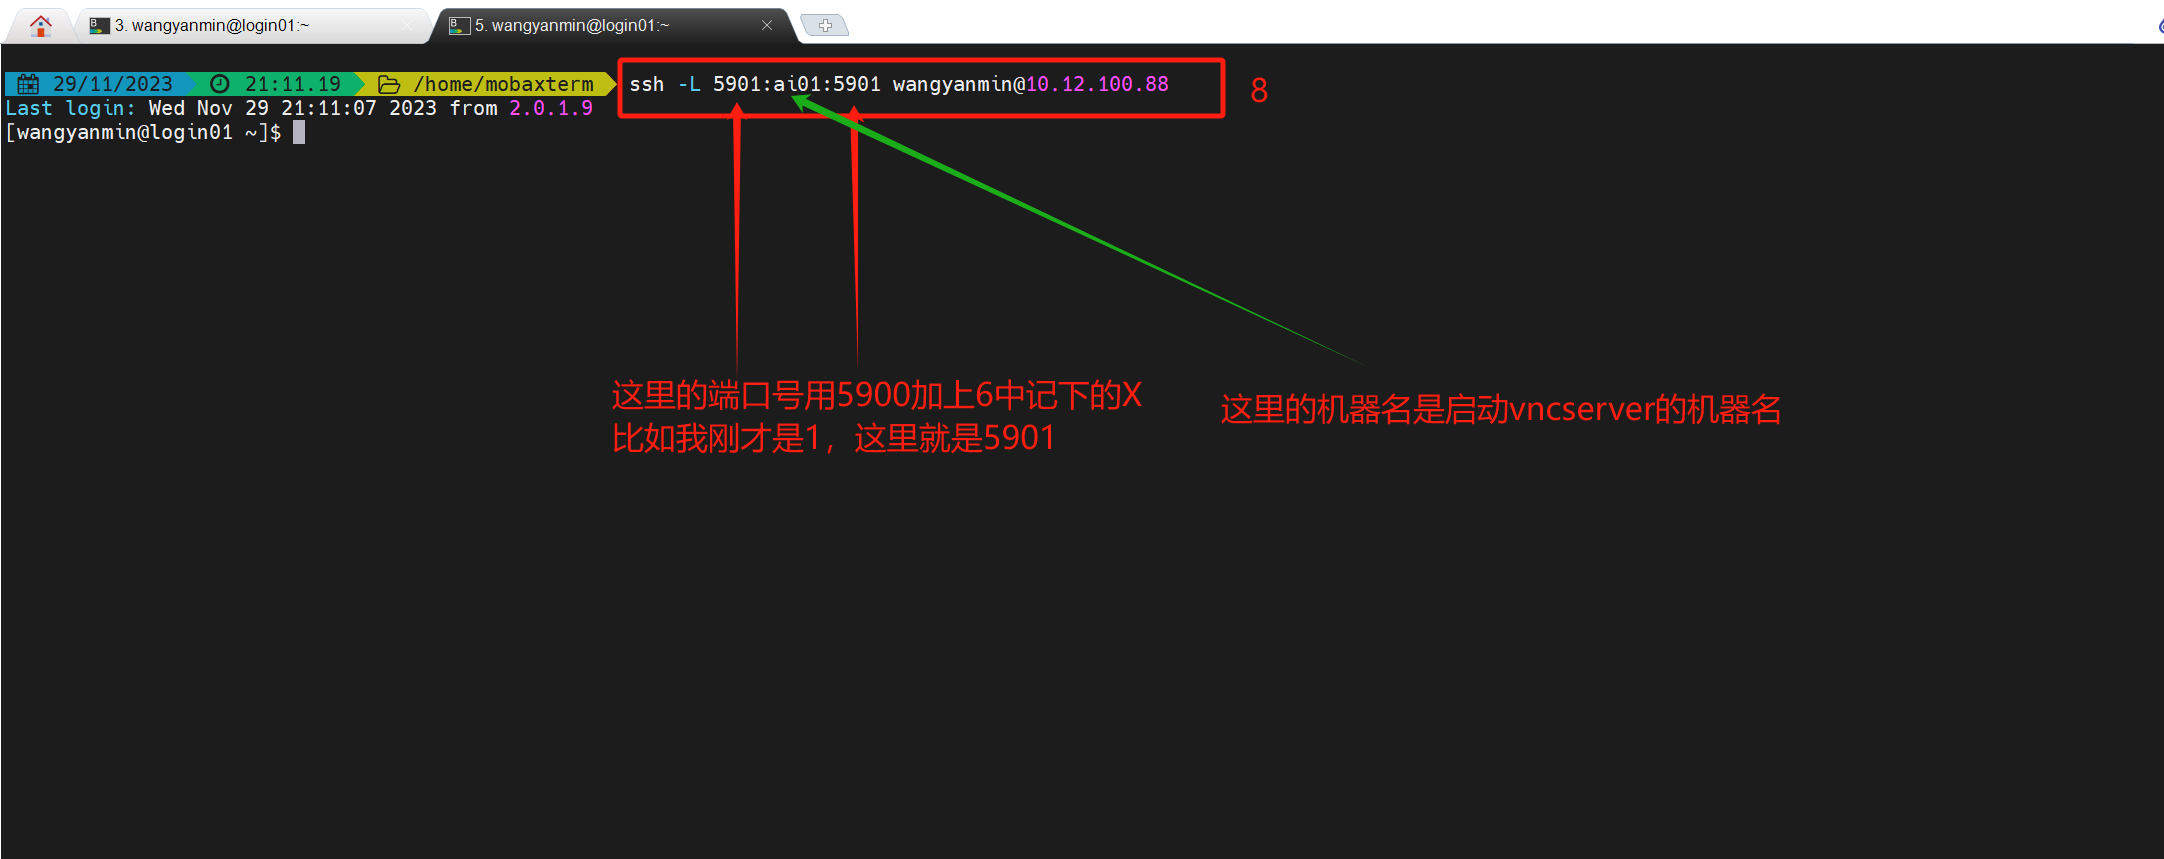 3. wangyanmin@login01:~
5. wangyanmin@login01:~
29/11/2023 21:11.19 /home/mobaxterm ssh -L 5901:ai01:5901 wangyanmin@10.12.100.88
8
Last login: Wed Nov 29 21:11:07 2023 from 2.0.1.9
[wangyanmin@login01 ~]$
这里的端口号用5900加上6中记下的X
比如我刚才是1，这里就是5901
这里的机器名是启动vncserver的机器名